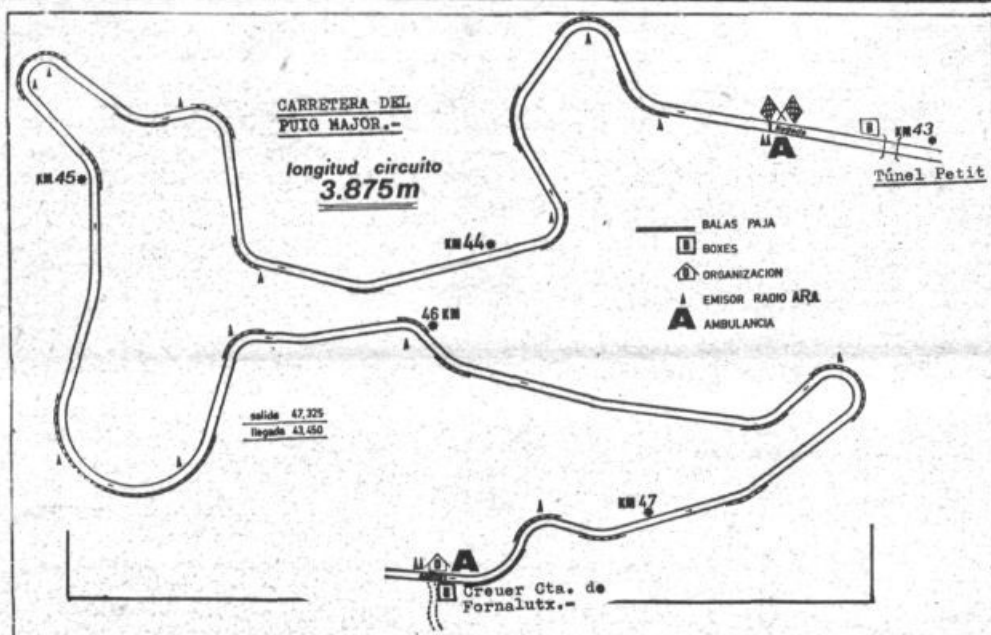 CARRETERA DEL
PUIG MAJOR.-
longitud circuito
3.875m
KM 43
Túnel Petit
B
A
KM 45
KM 44
BALAS PAJA
B BOXES
O ORGANIZACION
EMISOR RADIO ARA
A AMBULANCIA
46 KM
salida 47,325
llegada 43,450
KM 47
A
B Creuer Cta. de
Fornalutx.-